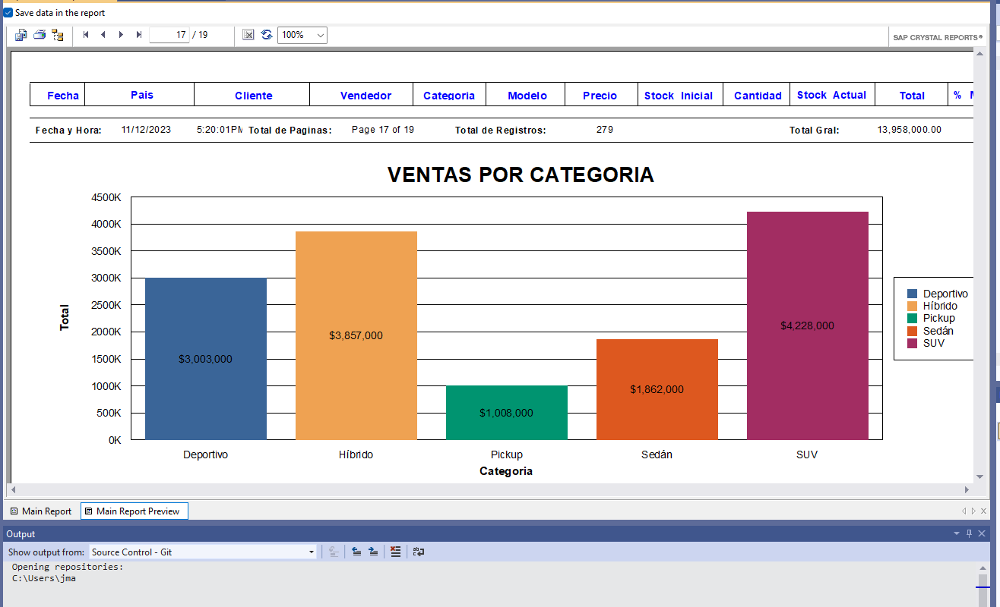 Save data in the report
17 / 19 100% SAP CRYSTAL REPORTS®
Fecha Pais Cliente Vendedor Categoria Modelo Precio Stock Inicial Cantidad Stock Actual Total %
Fecha y Hora: 11/12/2023 5:20:01PM Total de Paginas: Page 17 of 19 Total de Registros: 279 Total Gral: 13,958,000.00
VENTAS POR CATEGORIA
4500K
4000K
3500K
3000K
2500K
2000K
1500K
1000K
500K
0K
Total
$3,003,000
$3,857,000
$1,008,000
$1,862,000
$4,228,000
Deportivo Híbrido Pickup Sedán SUV
Categoria
Deportivo
Híbrido
Pickup
Sedán
SUV
Main Report Main Report Preview
Output
Show output from: Source Control - Git
Opening repositories:
C:\Users\jma